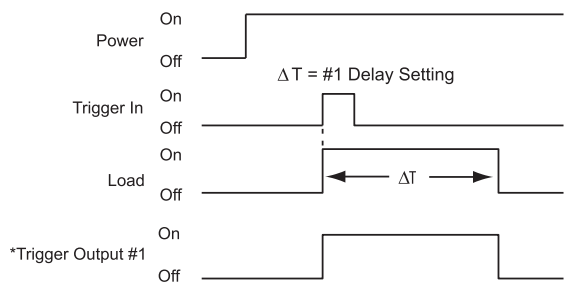 On
Power
Off
Δ T = #1 Delay Setting
On
Trigger In
Off
On
Load
ΔT
Off
On
*Trigger Output #1
Off